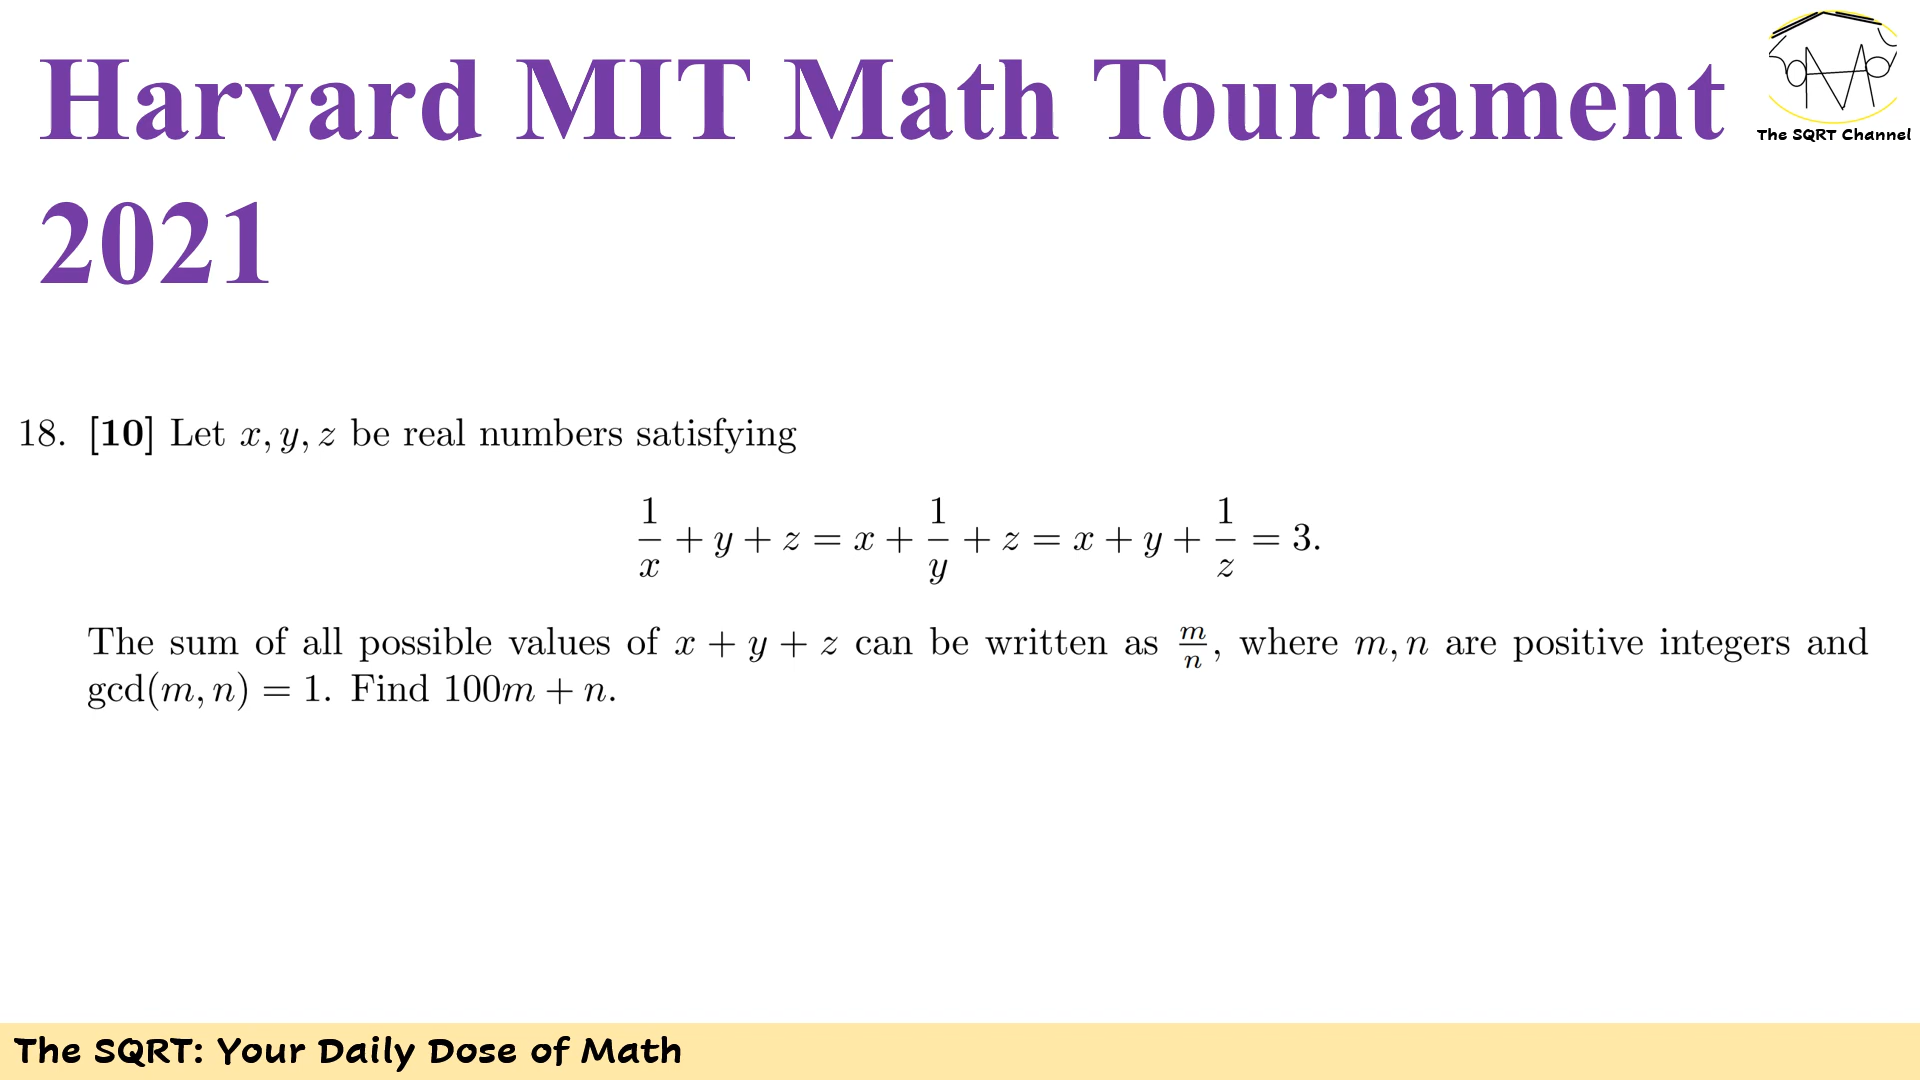 Harvard MIT Math Tournament
2021
The SQRT Channel
18. [10] Let x, y, z be real numbers satisfying
1/x + y + z = x + 1/y + z = x + y + 1/z = 3.
The sum of all possible values of x + y + z can be written as m/n, where m, n are positive integers and
gcd(m, n) = 1. Find 100m + n.
The SQRT: Your Daily Dose of Math